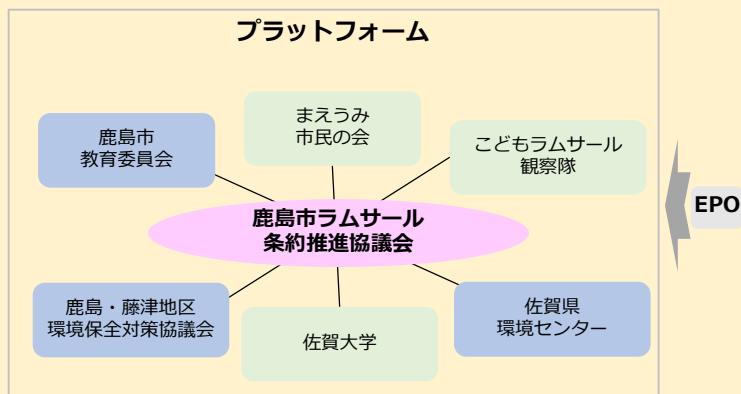 プラットフォーム
まえうみ
市民の会
鹿島市
教育委員会
こどもラムサール
観察隊
鹿島市ラムサール
条約推進協議会
EPO
鹿島・藤津地区
環境保全対策協議会
佐賀大学
佐賀県
環境センター